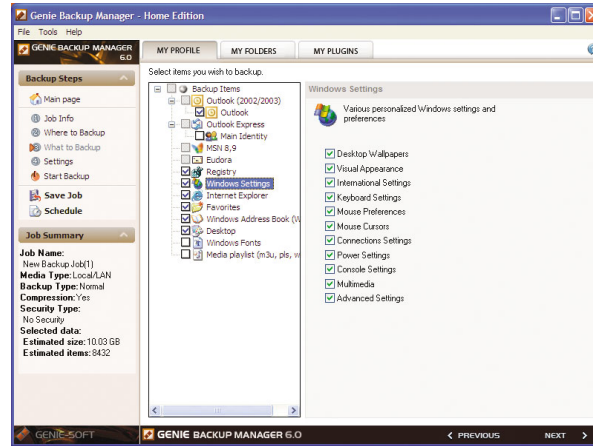 Genie Backup Manager - Home Edition
File Tools Help
GENIE BACKUP MANAGER
6.0
MY PROFILE
MY FOLDERS
MY PLUGINS
Backup Steps
Main page
Job Info
Where to Backup
What to Backup
Settings
Start Backup
Save Job
Schedule
Job Summary
Job Name:
New Backup Job(1)
Media Type: Local/LAN
Backup Type: Normal
Compression: Yes
Security Type:
No Security
Selected data:
Estimated size: 10.03 GB
Estimated items: 8432
Select items you wish to backup.
Backup Items
Outlook (2002/2003)
Outlook
Outlook Express
Main Identity
MSN 8,9
Eudora
Registry
Windows Settings
Internet Explorer
Favorites
Windows Address Book (W
Desktop
Windows Fonts
Media playlist (m3u, pls, w
Windows Settings
Various personalized Windows settings and
preferences
Desktop Wallpapers
Visual Appearance
International Settings
Keyboard Settings
Mouse Preferences
Mouse Cursors
Connections Settings
Power Settings
Console Settings
Multimedia
Advanced Settings
GENIE-SOFT
GENIE BACKUP MANAGER 6.0
PREVIOUS
NEXT